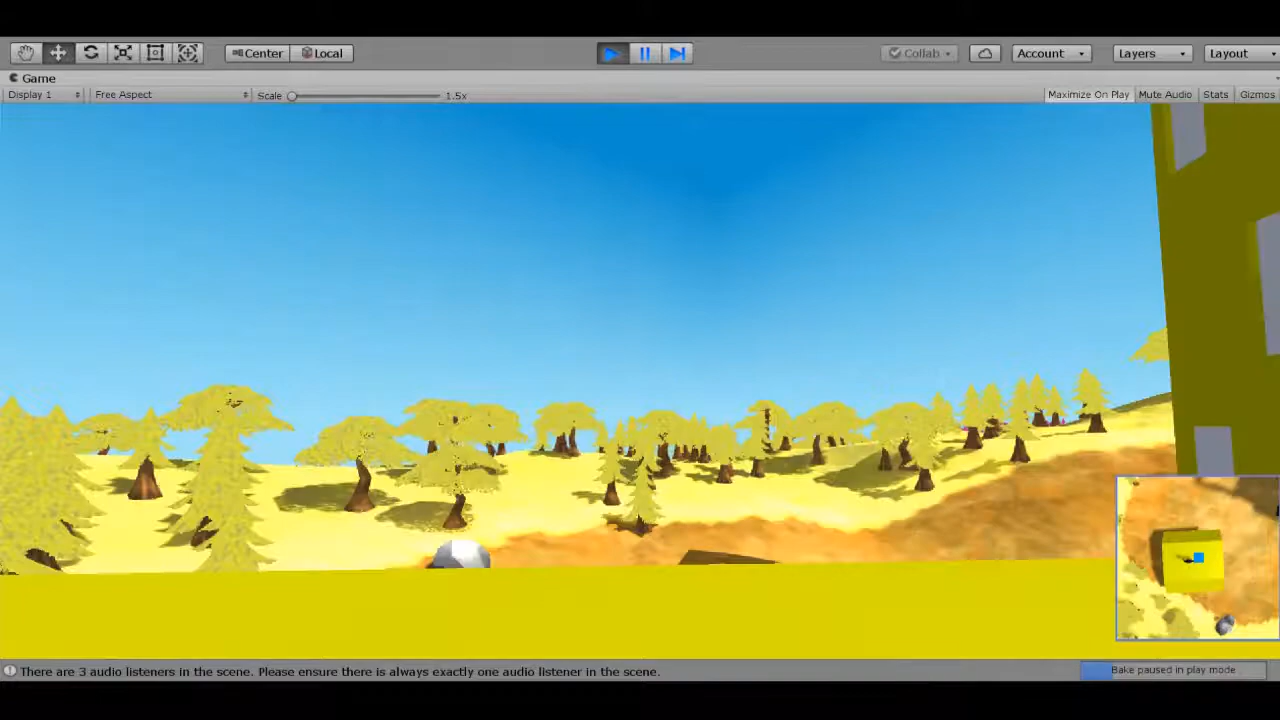 Center Local Collab Account Layers Layout
Game
Display 1 Free Aspect Scale 1.5x Maximize On Play Mute Audio Stats Gizmos
There are 3 audio listeners in the scene. Please ensure there is always exactly one audio listener in the scene. Bake paused in play mode